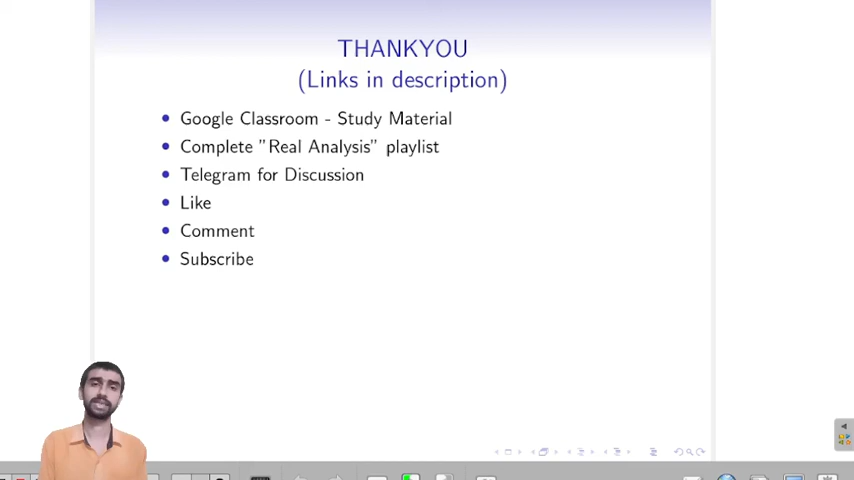 THANKYOU
(Links in description)
Google Classroom - Study Material
Complete "Real Analysis" playlist
Telegram for Discussion
Like
Comment
Subscribe